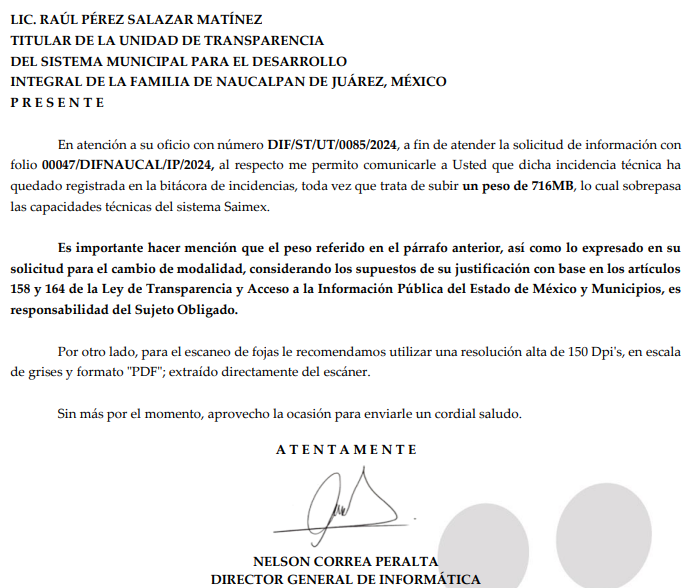 LIC. RAÚL PÉREZ SALAZAR MATÍNEZ
TITULAR DE LA UNIDAD DE TRANSPARENCIA
DEL SISTEMA MUNICIPAL PARA EL DESARROLLO
INTEGRAL DE LA FAMILIA DE NAUCALPAN DE JUÁREZ, MÉXICO
P R E S E N T E
En atención a su oficio con número DIF/ST/UT/0085/2024, a fin de atender la solicitud de información con
folio 00047/DIFNAUCAL/IP/2024, al respecto me permito comunicarle a Usted que dicha incidencia técnica ha
quedado registrada en la bitácora de incidencias, toda vez que trata de subir un peso de 716MB, lo cual sobrepasa
las capacidades técnicas del sistema Saimex.
Es importante hacer mención que el peso referido en el párrafo anterior, así como lo expresado en su
solicitud para el cambio de modalidad, considerando los supuestos de su justificación con base en los artículos
158 y 164 de la Ley de Transparencia y Acceso a la Información Pública del Estado de México y Municipios, es
responsabilidad del Sujeto Obligado.
Por otro lado, para el escaneo de fojas le recomendamos utilizar una resolución alta de 150 Dpi's, en escala
de grises y formato "PDF"; extraído directamente del escáner.
Sin más por el momento, aprovecho la ocasión para enviarle un cordial saludo.
A T E N T A M E N T E
NELSON CORREA PERALTA
DIRECTOR GENERAL DE INFORMÁTICA